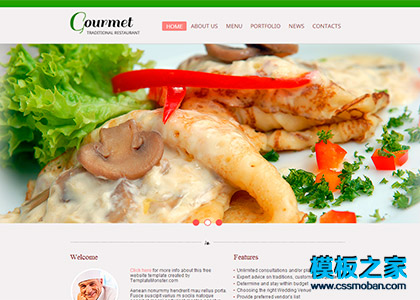 Gourmet
TRADITIONAL RESTAURANT
HOME ABOUT US MENU PORTFOLIO NEWS CONTACTS
Welcome
Click here for more info about this free
website template created by
TemplateMonster.com
Aenean nonummy hendrerit mau rellus porta.
Fusce suscipit varius mi sociis natoque
Features
Unlimited consultations and/or pla
Expert advice on traditions, custom
Determine and stay within budget
Choosing the right Wedding Venue
Provide preferred vendor's list
模板之家
www.cssmoban.com